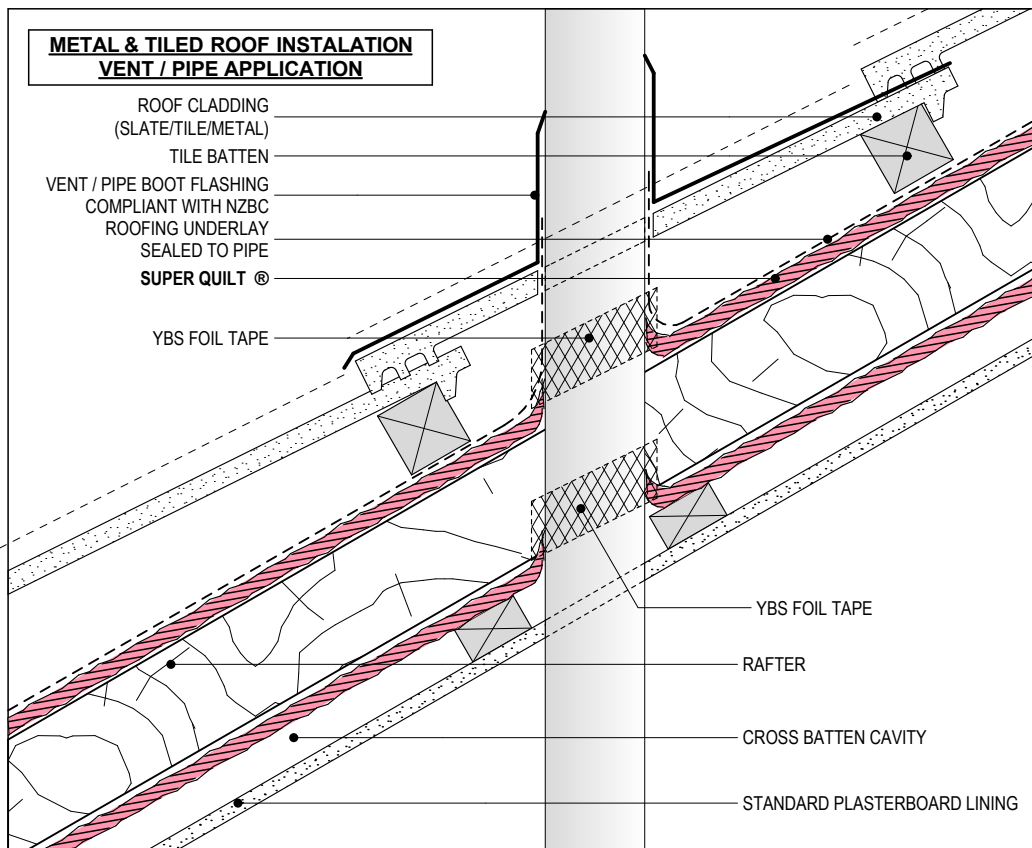 METAL & TILED ROOF INSTALATION
VENT / PIPE APPLICATION
ROOF CLADDING
(SLATE/TILE/METAL)
TILE BATTEN
VENT / PIPE BOOT FLASHING
COMPLIANT WITH NZBC
ROOFING UNDERLAY
SEALED TO PIPE
SUPER QUILT ®
YBS FOIL TAPE
YBS FOIL TAPE
RAFTER
CROSS BATTEN CAVITY
STANDARD PLASTERBOARD LINING